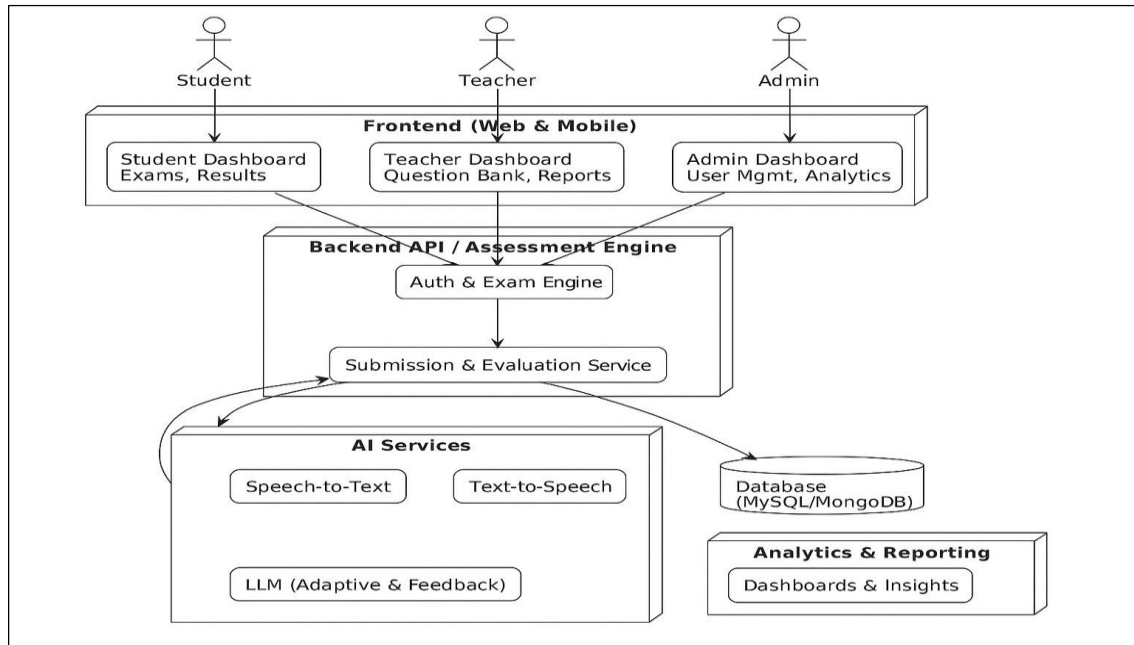 Student
Teacher
Admin
Frontend (Web & Mobile)
Student Dashboard
Exams, Results
Teacher Dashboard
Question Bank, Reports
Admin Dashboard
User Mgmt, Analytics
Backend API / Assessment Engine
Auth & Exam Engine
Submission & Evaluation Service
AI Services
Speech-to-Text
Text-to-Speech
LLM (Adaptive & Feedback)
Database
(MySQL/MongoDB)
Analytics & Reporting
Dashboards & Insights